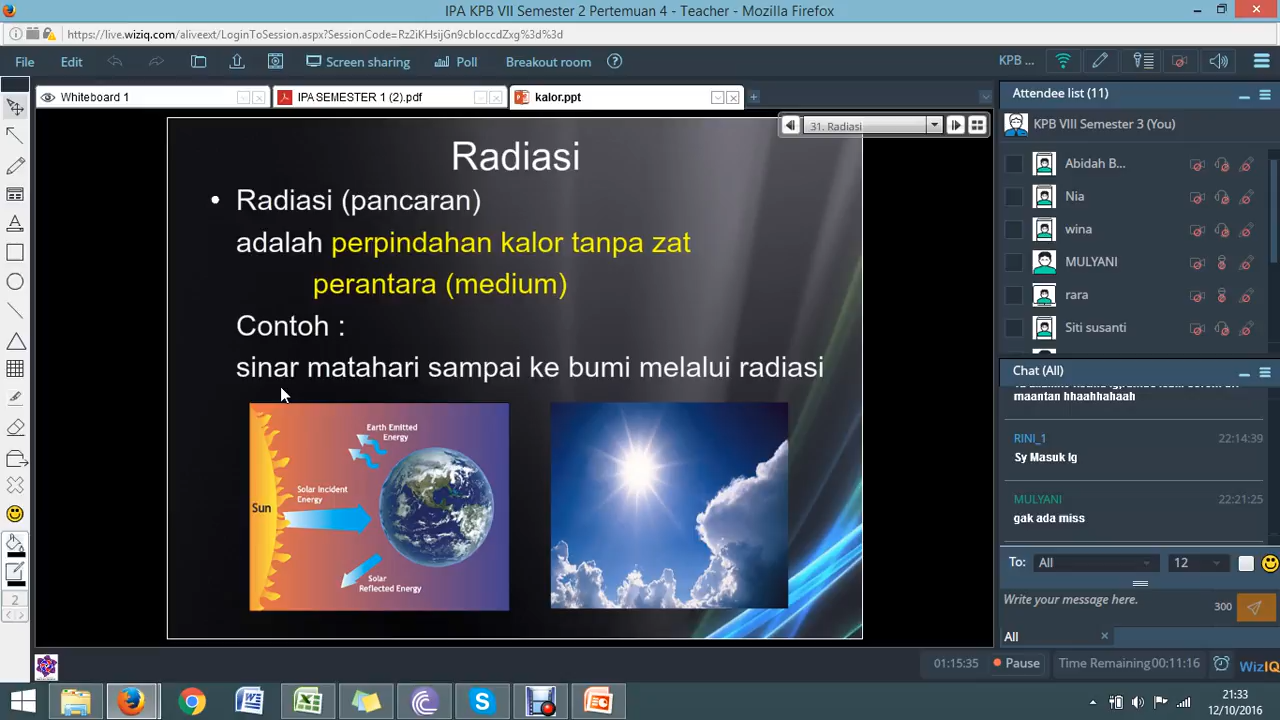 IPA KPB VII Semester 2 Pertemuan 4 - Teacher - Mozilla Firefox
https://live.wiziq.com/aliveext/LoginToSession.aspx?SessionCode=Rz2iKHsijGn9cbIoccdZxg%3d%3d
File Edit Screen sharing Poll Breakout room ? KPB ...
Whiteboard 1 IPA SEMESTER 1 (2).pdf kalor.ppt
31. Radiasi
Radiasi
• Radiasi (pancaran)
adalah perpindahan kalor tanpa zat
perantara (medium)
Contoh :
sinar matahari sampai ke bumi melalui radiasi
Earth Emitted
Energy
Solar Incident
Energy
Sun
Solar
Reflected Energy
2
Attendee list (11)
KPB VIII Semester 3 (You)
Abidah B...
Nia
wina
MULYANI
rara
Siti susanti
Chat (All)
maantan hhaahhahaah
RINI_1 22:14:39
Sy Masuk lg
MULYANI 22:21:25
gak ada miss
To: All 12
Write your message here. 300
All
01:15:35 Pause Time Remaining 00:11:16 WizIQ
21:33
12/10/2016